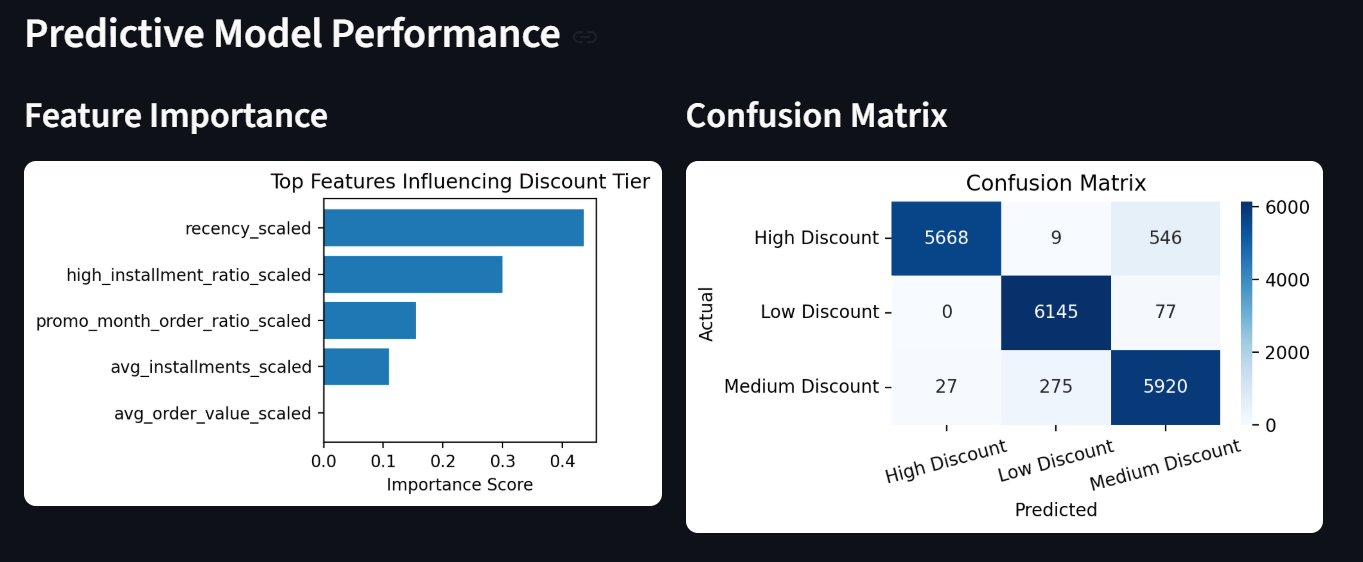 Predictive Model Performance
Feature Importance
Top Features Influencing Discount Tier
recency_scaled
high_installment_ratio_scaled
promo_month_order_ratio_scaled
avg_installments_scaled
avg_order_value_scaled
0.0 0.1 0.2 0.3 0.4
Importance Score
Confusion Matrix
Confusion Matrix
Actual
High Discount 5668 9 546
Low Discount 0 6145 77
Medium Discount 27 275 5920
High Discount Low Discount Medium Discount
Predicted
6000
4000
2000
0